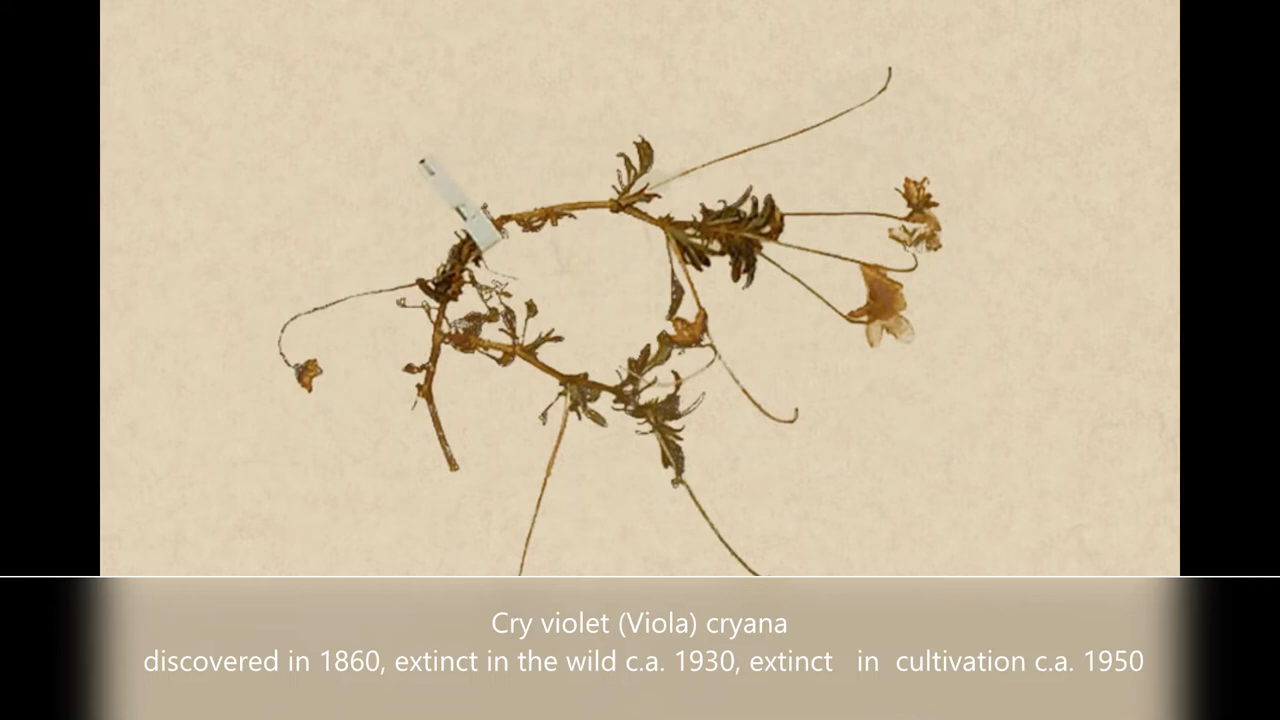 Cry violet (Viola) cryana
discovered in 1860, extinct in the wild c.a. 1930, extinct in cultivation c.a. 1950